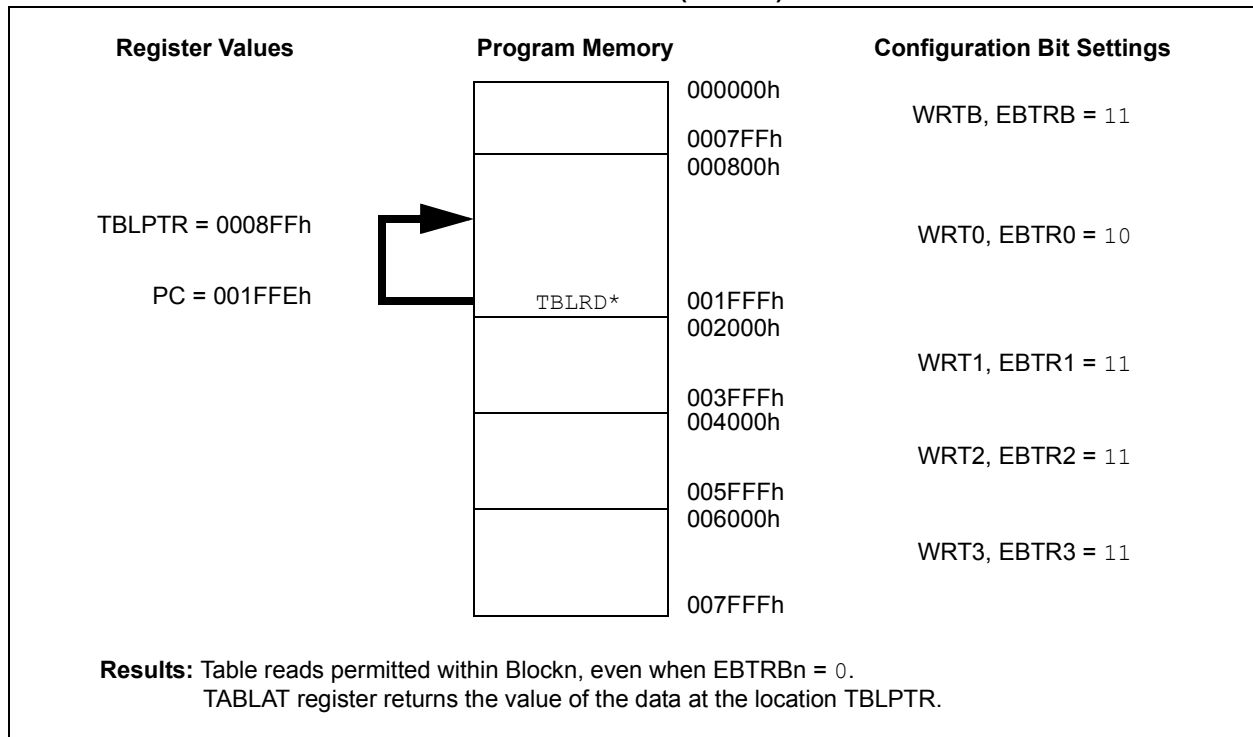 Register Values Program Memory Configuration Bit Settings
000000h
WRTB, EBTRB = 11
0007FFh
000800h
TBLPTR = 0008FFh
WRT0, EBTR0 = 10
PC = 001FFEh
TBLRD* 001FFFh
002000h
WRT1, EBTR1 = 11
003FFFh
004000h
WRT2, EBTR2 = 11
005FFFh
006000h
WRT3, EBTR3 = 11
007FFFh
Results: Table reads permitted within Blockn, even when EBTRBn = 0.
TABLAT register returns the value of the data at the location TBLPTR.